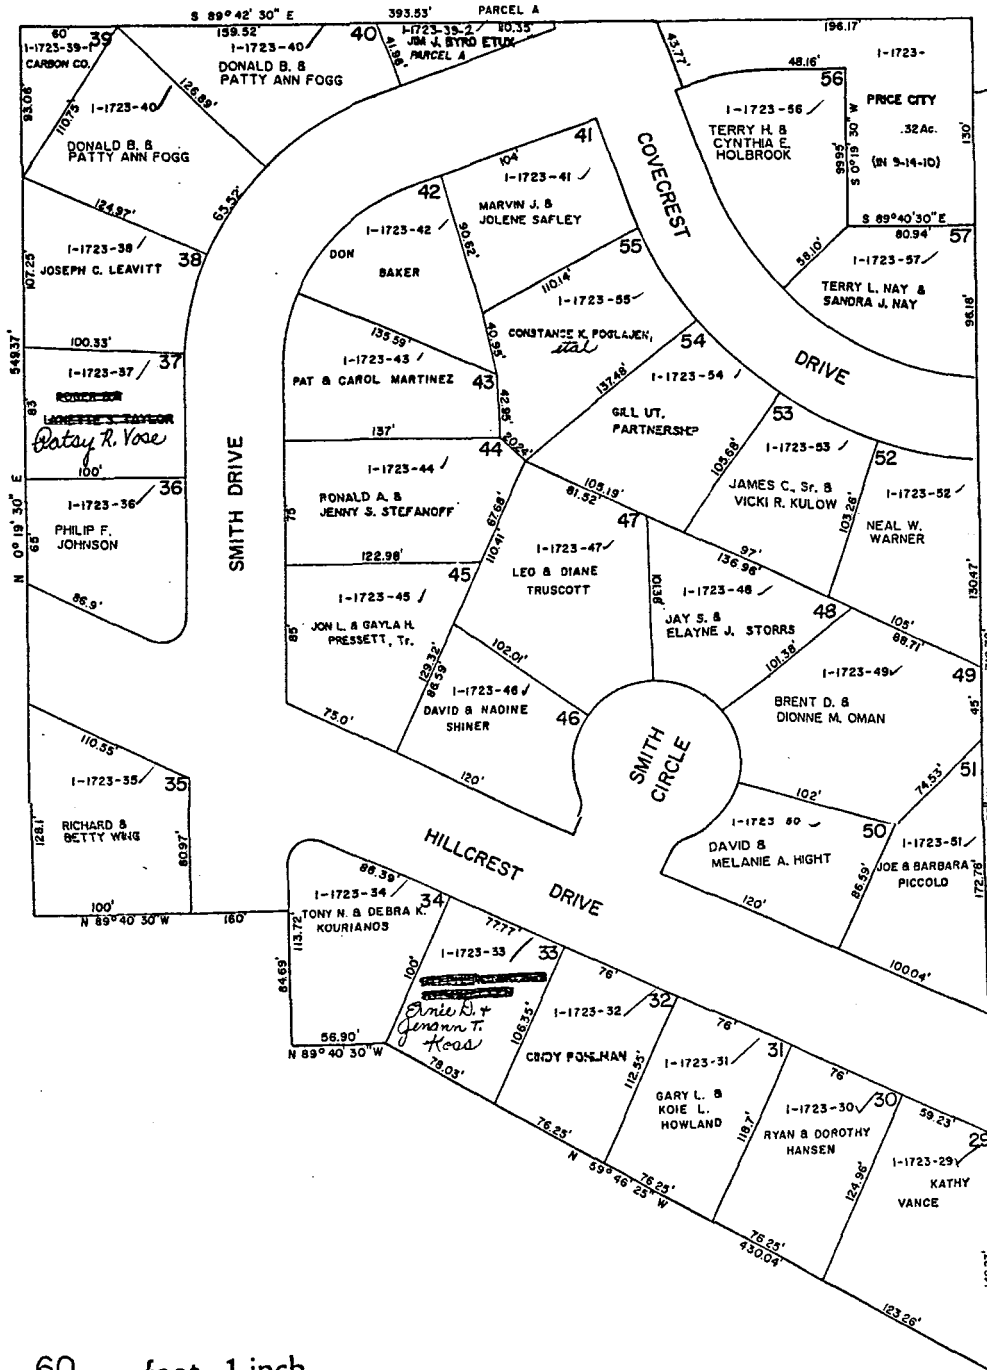 S 89° 42' 30" E
393.53'
PARCEL A
60'
39
159.52'
40
110.35'
196.17'
1-1723-39-1
CARBON CO.
1-1723-40
DONALD B. &
PATTY ANN FOGG
41.98'
1-1723-39-2
JIM J. BYRD ETUX
PARCEL A
43.77'
48.16'
56
1-1723-
PRICE CITY
.32 Ac.
(IN 9-14-10)
130'
93.06'
110.75'
126.89'
1-1723-40
DONALD B. &
PATTY ANN FOGG
1-1723-56
TERRY H. &
CYNTHIA E.
HOLBROOK
99.95'
S 0° 19' 30" W
S 89° 40' 30" E
80.94'
57
58.10'
1-1723-57
TERRY L. NAY &
SANDRA J. NAY
96.18'
124.97'
65.52'
1-1723-38
JOSEPH C. LEAVITT
38
107.25'
41
104'
1-1723-41
MARVIN J. &
JOLENE SAFLEY
COVECREST
DRIVE
42
1-1723-42
DON
BAKER
90.62'
55
110.14'
1-1723-55
CONSTANCE K. POGLAJEN,
etal
40.95'
549.37'
100.33'
37
1-1723-37
83'
Patsy R. Vose
135.59'
1-1723-43
PAT & CAROL MARTINEZ
43
42.95'
137.48'
54
1-1723-54
GILL UT.
PARTNERSHIP
53
105.68'
1-1723-53
JAMES C., Sr. &
VICKI R. KULOW
52
103.26'
1-1723-52
NEAL W.
WARNER
130.47'
100'
36
1-1723-36
PHILIP F.
JOHNSON
65'
N 0° 19' 30" E
86.9'
SMITH DRIVE
137'
44
20.24'
1-1723-44
RONALD A. &
JENNY S. STEFANOFF
75'
67.68'
110.41'
105.19'
81.52'
47
1-1723-47
LEO & DIANE
TRUSCOTT
97'
136.96'
101.38'
1-1723-48
JAY S. &
ELAYNE J. STORRS
48
101.38'
105'
88.71'
49
1-1723-49
BRENT D. &
DIONNE M. OMAN
45'
122.98'
45
1-1723-45
JON L. & GAYLA H.
PRESSETT, Tr.
85'
129.32'
86.59'
102.01'
1-1723-46
DAVID & NADINE
SHINER
46
75.0'
120'
SMITH
CIRCLE
102'
74.53'
51
1-1723 50
DAVID &
MELANIE A. HIGHT
50
86.59'
1-1723-51
JOE & BARBARA
PICCOLO
172.78'
120'
100.04'
110.55'
1-1723-35
35
RICHARD &
BETTY WING
128.1'
80.97'
100'
N 89° 40' 30" W
160'
HILLCREST DRIVE
86.39'
1-1723-34
34
TONY N. & DEBRA K.
KOURIANOS
113.72'
84.69'
56.90'
N 89° 40' 30" W
100'
77.77'
1-1723-33
33
Ernie D. +
Jenann T.
Koss
78.03'
106.35'
76'
1-1723-32
32
CINDY POHLMAN
76.25'
112.55'
76'
1-1723-31
31
GARY L. &
KOIE L.
HOWLAND
76.25'
N 59° 46' 25" W
118.7'
76'
1-1723-30
30
RYAN & DOROTHY
HANSEN
76.25'
430.04'
124.96'
59.23'
29
1-1723-29
KATHY
VANCE
123.26'
60 feet 1 inch